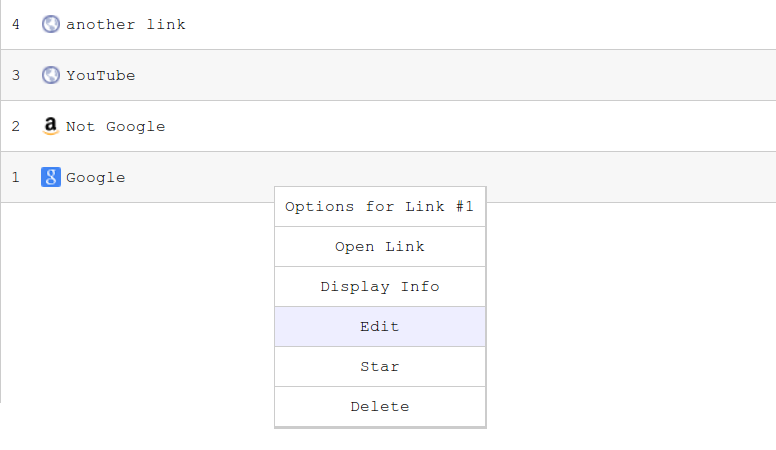 4 another link
3 YouTube
2 a Not Google
1 g Google
Options for Link #1
Open Link
Display Info
Edit
Star
Delete